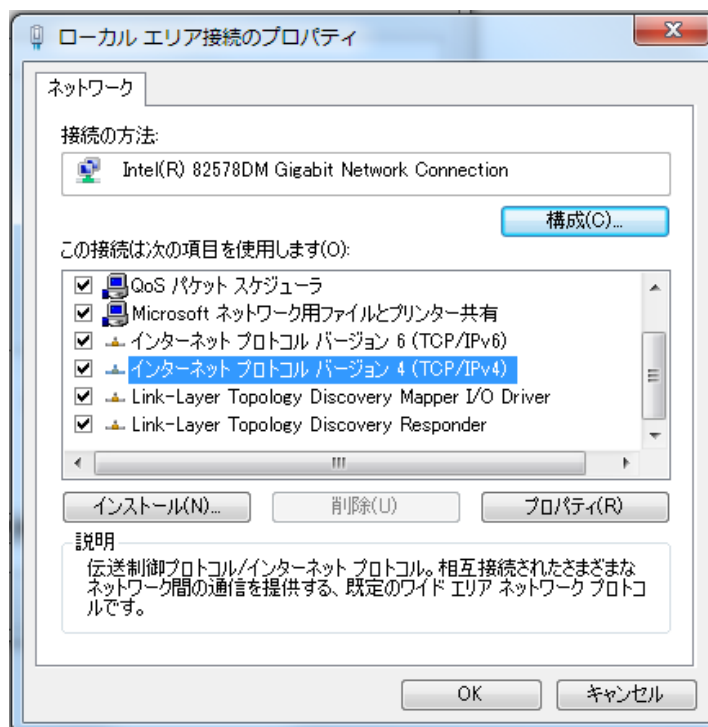 ローカル エリア接続のプロパティ
ネットワーク
接続の方法:
Intel(R) 82578DM Gigabit Network Connection
構成(C)...
この接続は次の項目を使用します(O):
QoS パケット スケジューラ
Microsoft ネットワーク用ファイルとプリンター共有
インターネット プロトコル バージョン 6 (TCP/IPv6)
インターネット プロトコル バージョン 4 (TCP/IPv4)
Link-Layer Topology Discovery Mapper I/O Driver
Link-Layer Topology Discovery Responder
インストール(N)...
削除(U)
プロパティ(R)
説明
伝送制御プロトコル/インターネット プロトコル。相互接続されたさまざまな
ネットワーク間の通信を提供する、既定のワイド エリア ネットワーク プロトコ
ルです。
OK
キャンセル